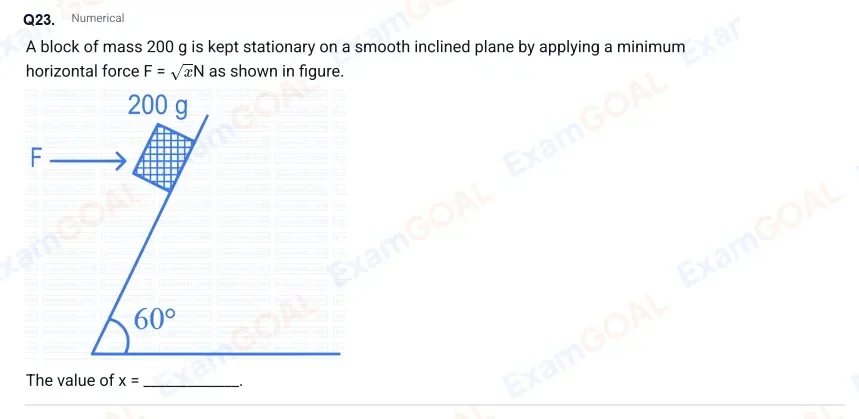 Q23. Numerical
A block of mass 200 g is kept stationary on a smooth inclined plane by applying a minimum
horizontal force F = √xN as shown in figure.
200 g
F
60°
The value of x = ____________.
ExamGOAL
ExamGOAL
ExamGOAL
ExamGOAL